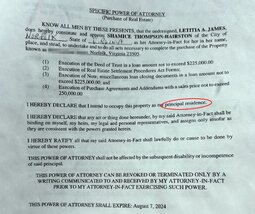 SPECIFIC POWER OF ATTORNEY
(Purchase of Real Estate)
KNOW ALL MEN BY THESE PRESENTS, that the undersigned, LETITIA A. JAMES,
does hereby constitute and appoint SHAMICE THOMPSON-HAIRSTON of the City of
NORFOLK, State of as her Attorney-in-Fact for me in her name,
place, and stead, to undertake and to do all acts necessary to complete the purchase of the Property
known as Norfolk, Virginia 23509.
(1) Execution of the Deed of Trust in a loan amount not to exceed $225,000.00 and
(2) Execution of Real Estate Settlement Procedures Act Forms;
(3) Execution of Note, miscellaneous loan closing documents in a loan amount not to
exceed $225,000.00; and
(4) Execution of Purchase Agreements and Addendums with a sales price not to exceed
250,000.00
I HEREBY DECLARE that I intend to occupy this property as my principal residence.
I HEREBY DECLARE that any act or thing done hereunder, by my said Attorney-in-Fact shall be
binding on myself, my heirs, my legal and personal representatives and assigns only insofar as
they are consistent with the powers granted herein.
I HEREBY RATIFY all that my said Attorney-in-Fact shall lawfully do or cause to be done by
virtue of these powers.
THIS POWER OF ATTORNEY shall not be affected by the subsequent disability or incompetence
of said principal.
THIS POWER OF ATTORNEY CAN BE REVOKED OR TERMINATED ONLY BY A
WRITING COMMUNICATED TO AND RECEIVED BY MY ATTORNEY-IN-FACT
PRIOR TO MY ATTORNEY-IN-FACT EXERCISING SUCH POWER.
THIS POWER OF ATTORNEY SHALL EXPIRE: August 7, 2024